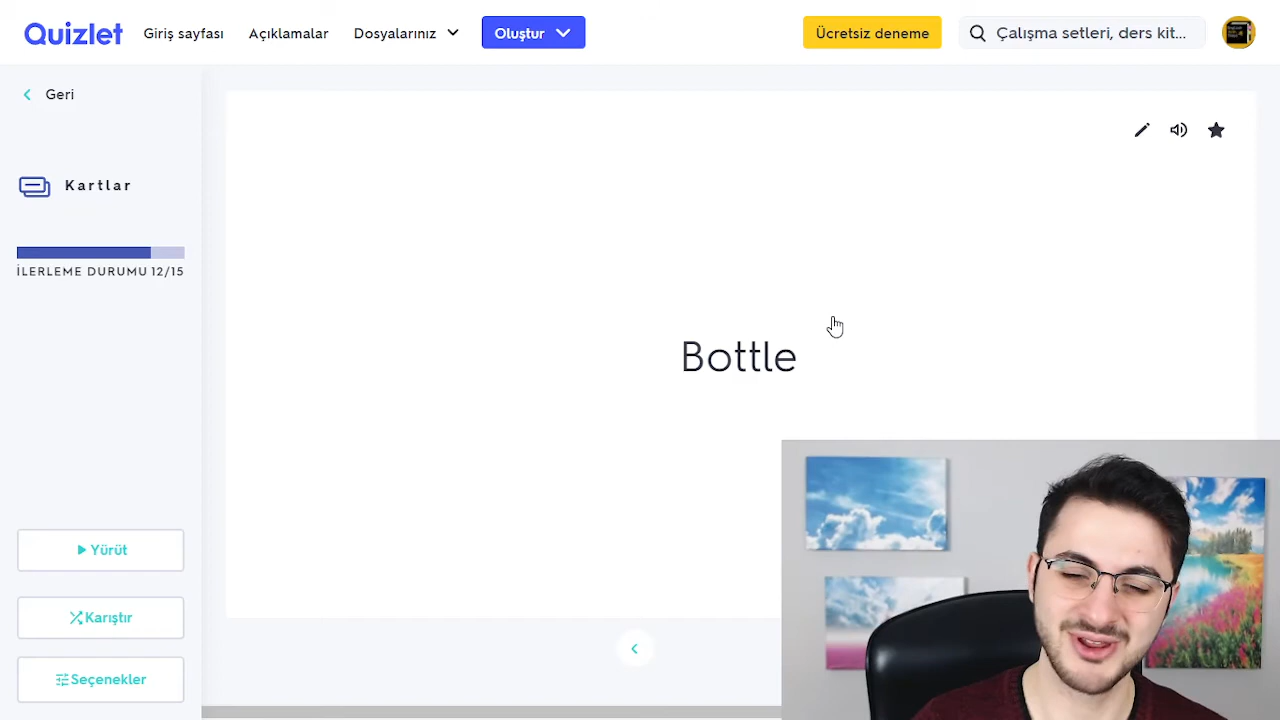 Quizlet
Giriş sayfası
Açıklamalar
Dosyalarınız
Oluştur
Ücretsiz deneme
Çalışma setleri, ders kit...
Geri
Kartlar
İLERLEME DURUMU 12/15
Bottle
Yürüt
Karıştır
Seçenekler